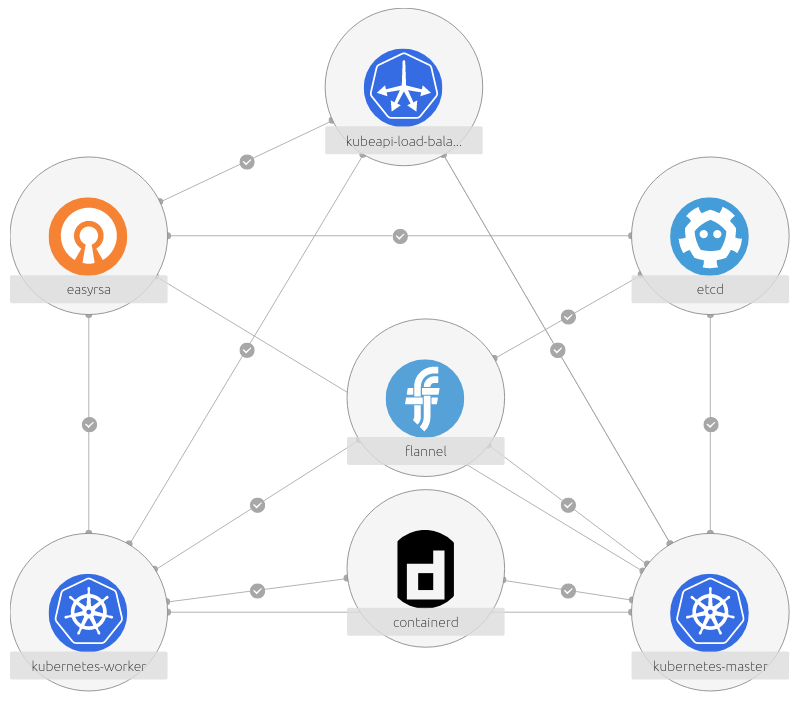 kubeapi-load-bala...
easyrsa
etcd
flannel
containerd
kubernetes-worker
kubernetes-master